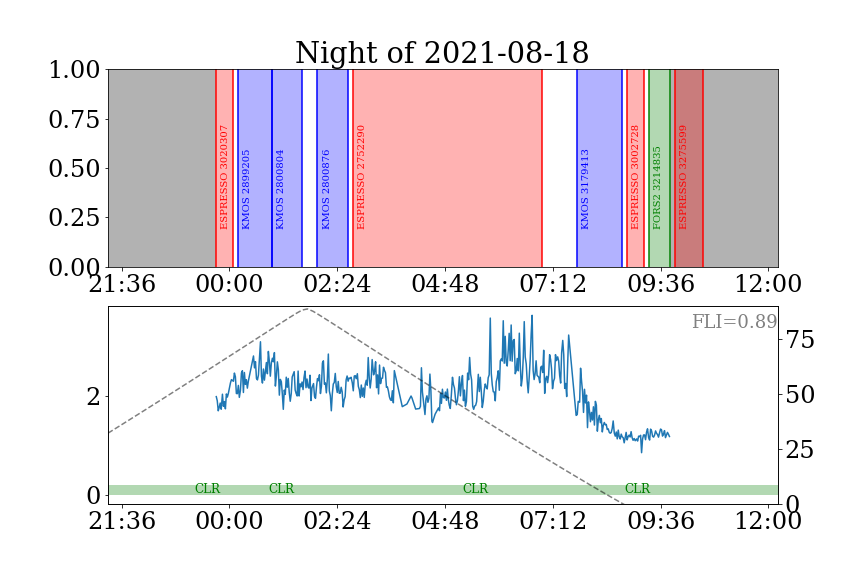 Night of 2021-08-18
1.00
0.75
0.50
0.25
0.00
ESPRESSO 3020307
KMOS 2899205
KMOS 2800804
KMOS 2800876
ESPRESSO 2752290
KMOS 3179413
ESPRESSO 3002728
FORS2 3214835
ESPRESSO 3275599
21:36 00:00 02:24 04:48 07:12 09:36 12:00
FLI=0.89
2
0
75
50
25
0
CLR CLR CLR CLR
21:36 00:00 02:24 04:48 07:12 09:36 12:00